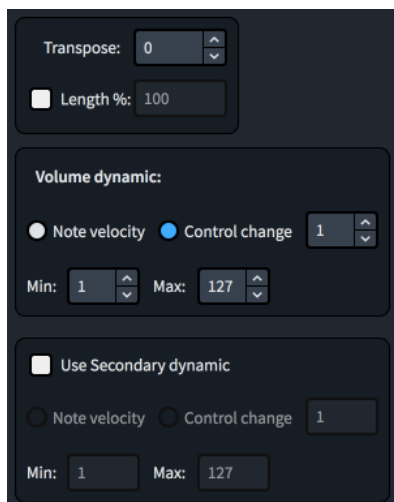 Transpose: 0
Length %: 100
Volume dynamic:
Note velocity Control change 1
Min: 1 Max: 127
Use Secondary dynamic
Note velocity Control change 1
Min: 1 Max: 127